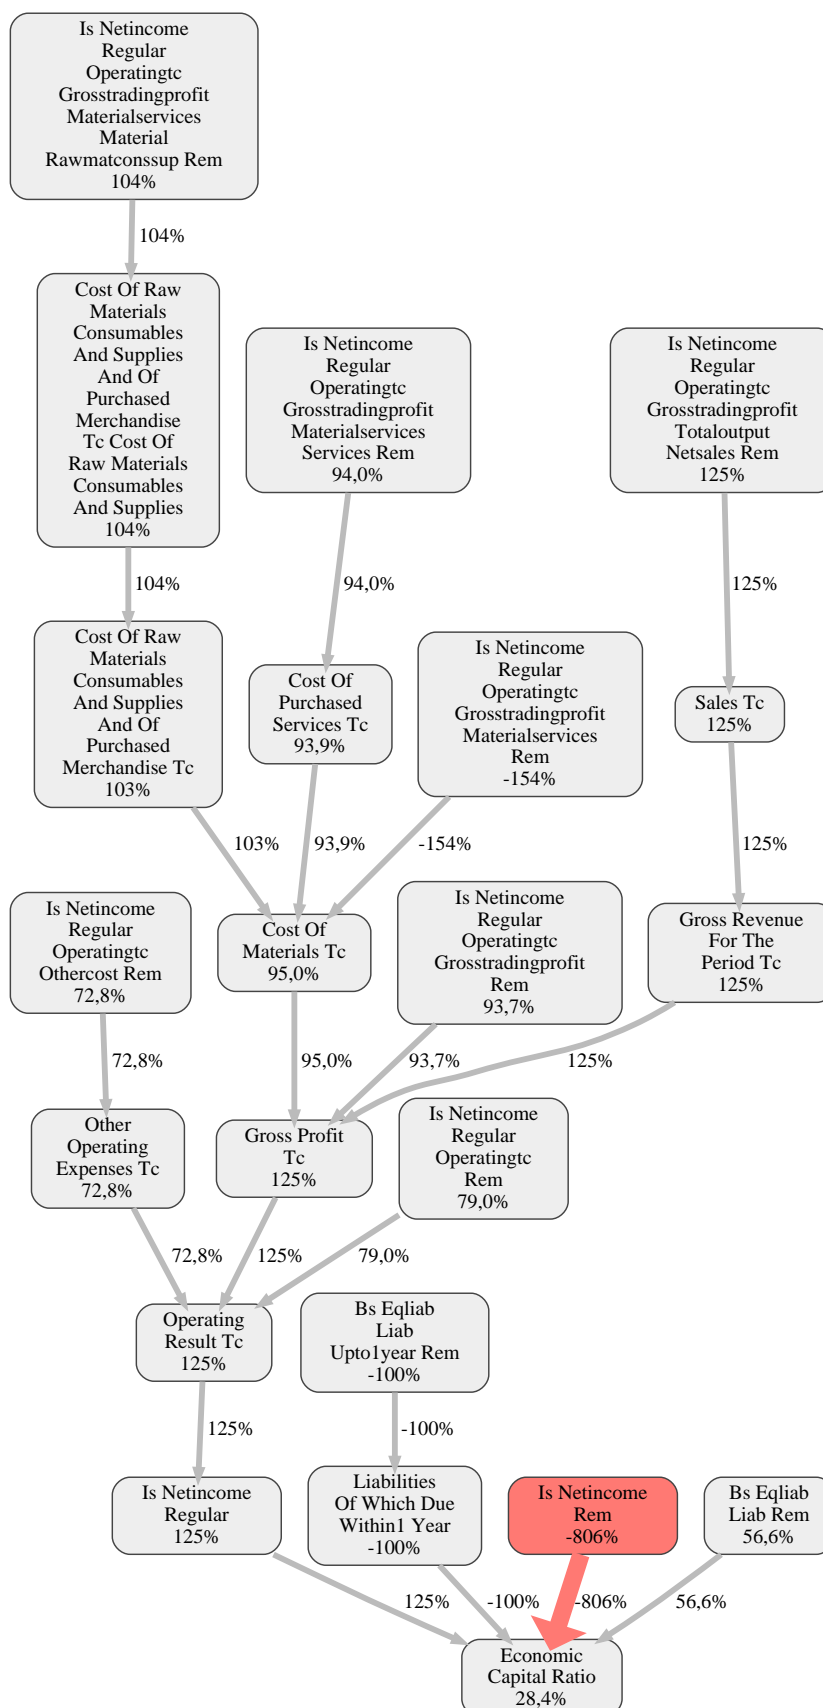 Is Netincome
Regular
Operatingtc
Grosstradingprofit
Materialservices
Material
Rawmatconssup Rem
104%
104%
Cost Of Raw
Materials
Consumables
And Supplies
And Of
Purchased
Merchandise
Tc Cost Of
Raw Materials
Consumables
And Supplies
104%
Is Netincome
Regular
Operatingtc
Grosstradingprofit
Materialservices
Services Rem
94,0%
Is Netincome
Regular
Operatingtc
Grosstradingprofit
Totaloutput
Netsales Rem
125%
104%
94,0%
125%
Cost Of Raw
Materials
Consumables
And Supplies
And Of
Purchased
Merchandise Tc
103%
Cost Of
Purchased
Services Tc
93,9%
Is Netincome
Regular
Operatingtc
Grosstradingprofit
Materialservices
Rem
-154%
Sales Tc
125%
103%
93,9%
-154%
125%
Is Netincome
Regular
Operatingtc
Othercost Rem
72,8%
Cost Of
Materials Tc
95,0%
Is Netincome
Regular
Operatingtc
Grosstradingprofit
Rem
93,7%
Gross Revenue
For The
Period Tc
125%
72,8%
95,0%
93,7%
125%
Other
Operating
Expenses Tc
72,8%
Gross Profit
Tc
125%
Is Netincome
Regular
Operatingtc
Rem
79,0%
72,8%
125%
79,0%
Operating
Result Tc
125%
Bs Eqliab
Liab
Upto1year Rem
-100%
125%
-100%
Is Netincome
Regular
125%
Liabilities
Of Which Due
Within1 Year
-100%
Is Netincome
Rem
-806%
Bs Eqliab
Liab Rem
56,6%
125%
-100%
-806%
56,6%
Economic
Capital Ratio
28,4%